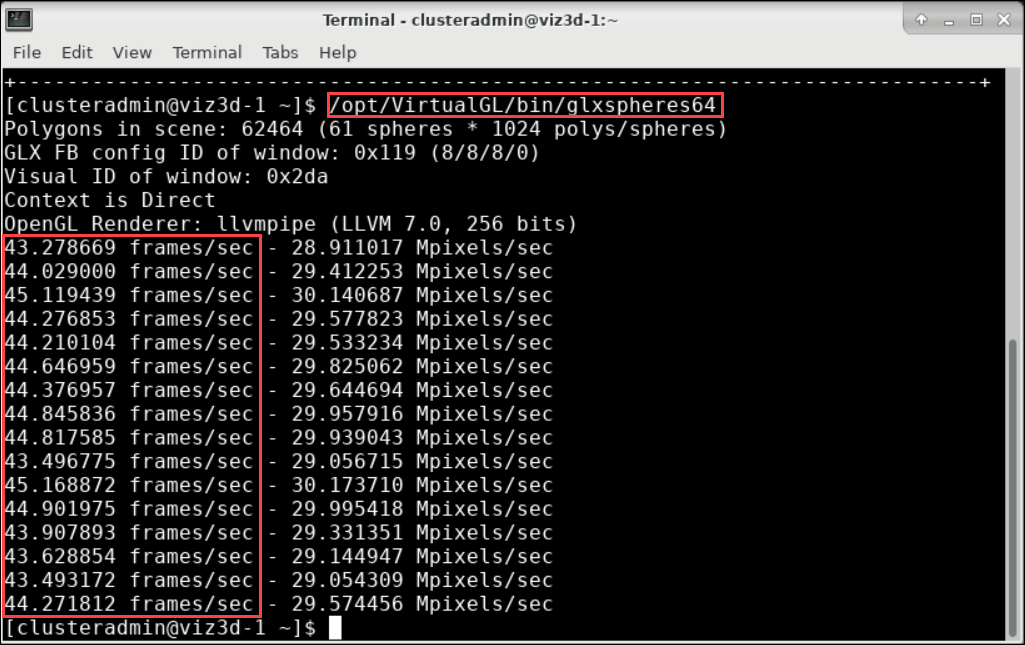 Terminal - clusteradmin@viz3d-1:~
File Edit View Terminal Tabs Help
+-----------------------------------------------------------------------------+
[clusteradmin@viz3d-1 ~]$ /opt/VirtualGL/bin/glxspheres64
Polygons in scene: 62464 (61 spheres * 1024 polys/spheres)
GLX FB config ID of window: 0x119 (8/8/8/0)
Visual ID of window: 0x2da
Context is Direct
OpenGL Renderer: llvmpipe (LLVM 7.0, 256 bits)
43.278669 frames/sec - 28.911017 Mpixels/sec
44.029000 frames/sec - 29.412253 Mpixels/sec
45.119439 frames/sec - 30.140687 Mpixels/sec
44.276853 frames/sec - 29.577823 Mpixels/sec
44.210104 frames/sec - 29.533234 Mpixels/sec
44.646959 frames/sec - 29.825062 Mpixels/sec
44.376957 frames/sec - 29.644694 Mpixels/sec
44.845836 frames/sec - 29.957916 Mpixels/sec
44.817585 frames/sec - 29.939043 Mpixels/sec
43.496775 frames/sec - 29.056715 Mpixels/sec
45.168872 frames/sec - 30.173710 Mpixels/sec
44.901975 frames/sec - 29.995418 Mpixels/sec
43.907893 frames/sec - 29.331351 Mpixels/sec
43.628854 frames/sec - 29.144947 Mpixels/sec
43.493172 frames/sec - 29.054309 Mpixels/sec
44.271812 frames/sec - 29.574456 Mpixels/sec
[clusteradmin@viz3d-1 ~]$